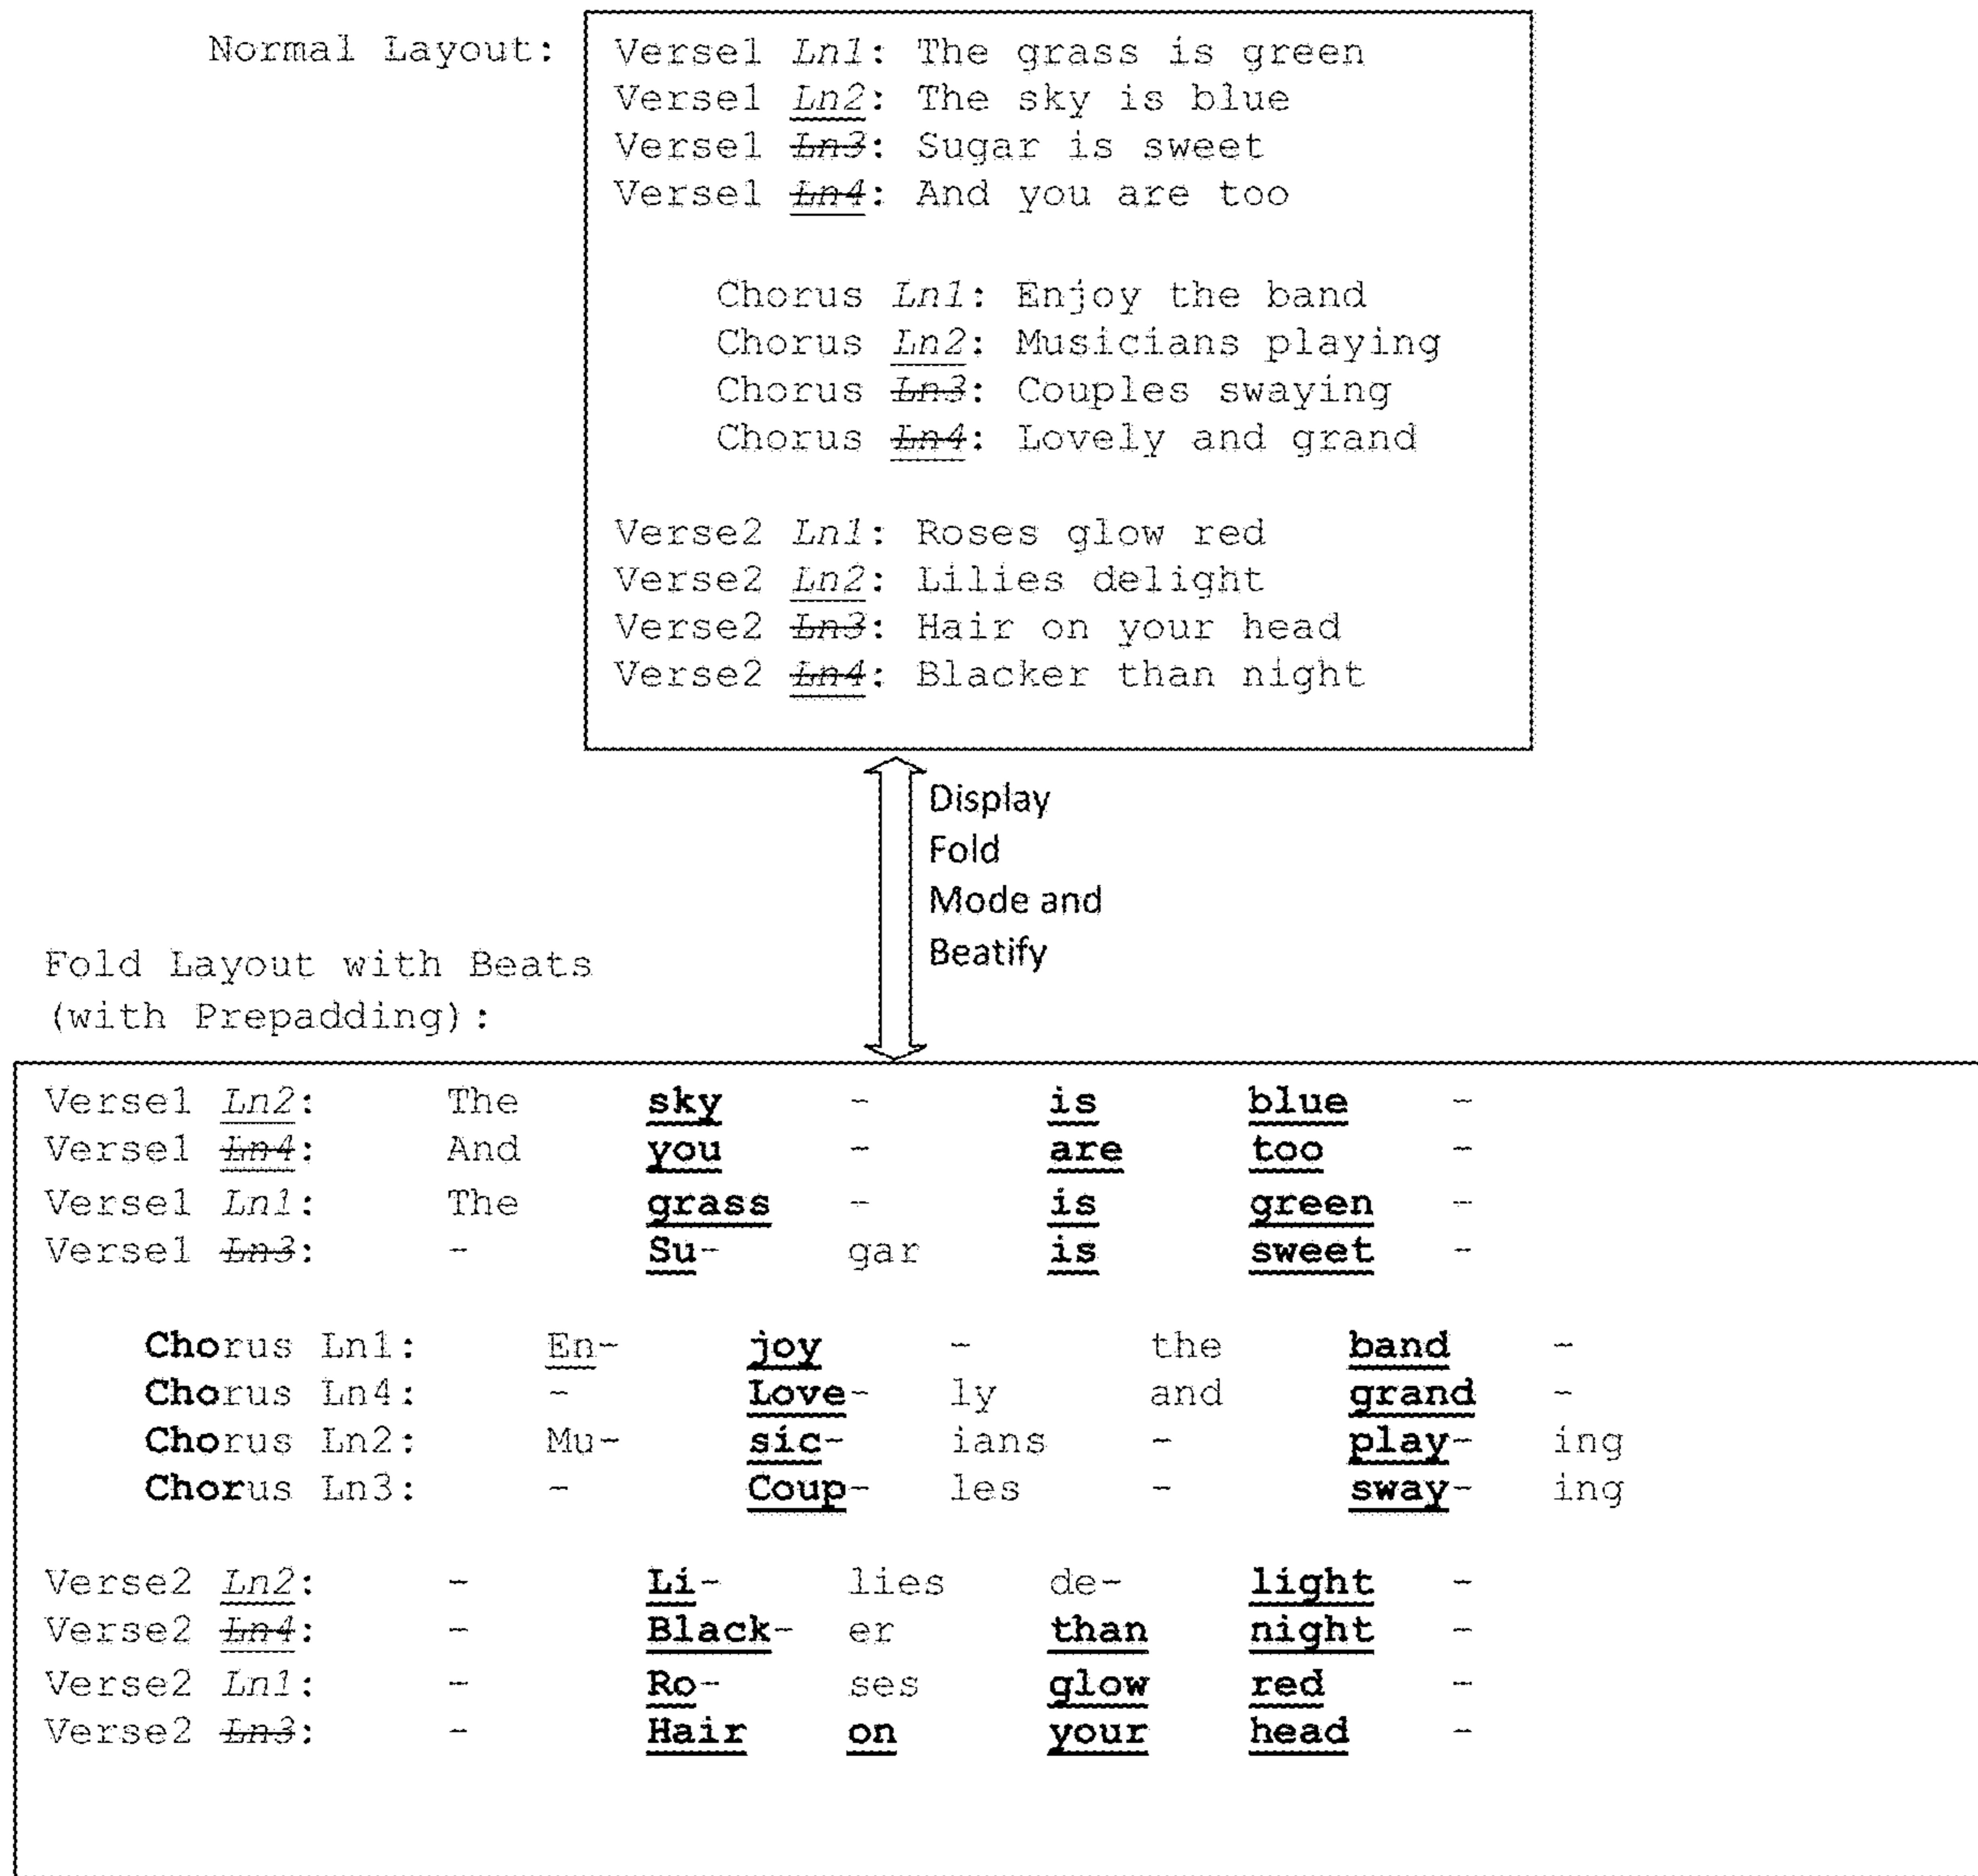 Normal Layout:
Verse1 Ln1: The grass is green
Verse1 Ln2: The sky is blue
Verse1 Ln3: Sugar is sweet
Verse1 Ln4: And you are too
Chorus Ln1: Enjoy the band
Chorus Ln2: Musicians playing
Chorus Ln3: Couples swaying
Chorus Ln4: Lovely and grand
Verse2 Ln1: Roses glow red
Verse2 Ln2: Lilies delight
Verse2 Ln3: Hair on your head
Verse2 Ln4: Blacker than night
Display
Fold
Mode and
Beatify
Fold Layout with Beats
(with Prepadding):
Verse1 Ln2: The sky - is blue -
Verse1 Ln4: And you - are too -
Verse1 Ln1: The grass - is green -
Verse1 Ln3: - Su- gar is sweet -
Chorus Ln1: En- joy - the band -
Chorus Ln4: - Love- ly and grand -
Chorus Ln2: Mu- sic- ians - play- ing
Chorus Ln3: - Coup- les - sway- ing
Verse2 Ln2: - Li- lies de- light -
Verse2 Ln4: - Black- er than night -
Verse2 Ln1: - Ro- ses glow red -
Verse2 Ln3: - Hair on your head -